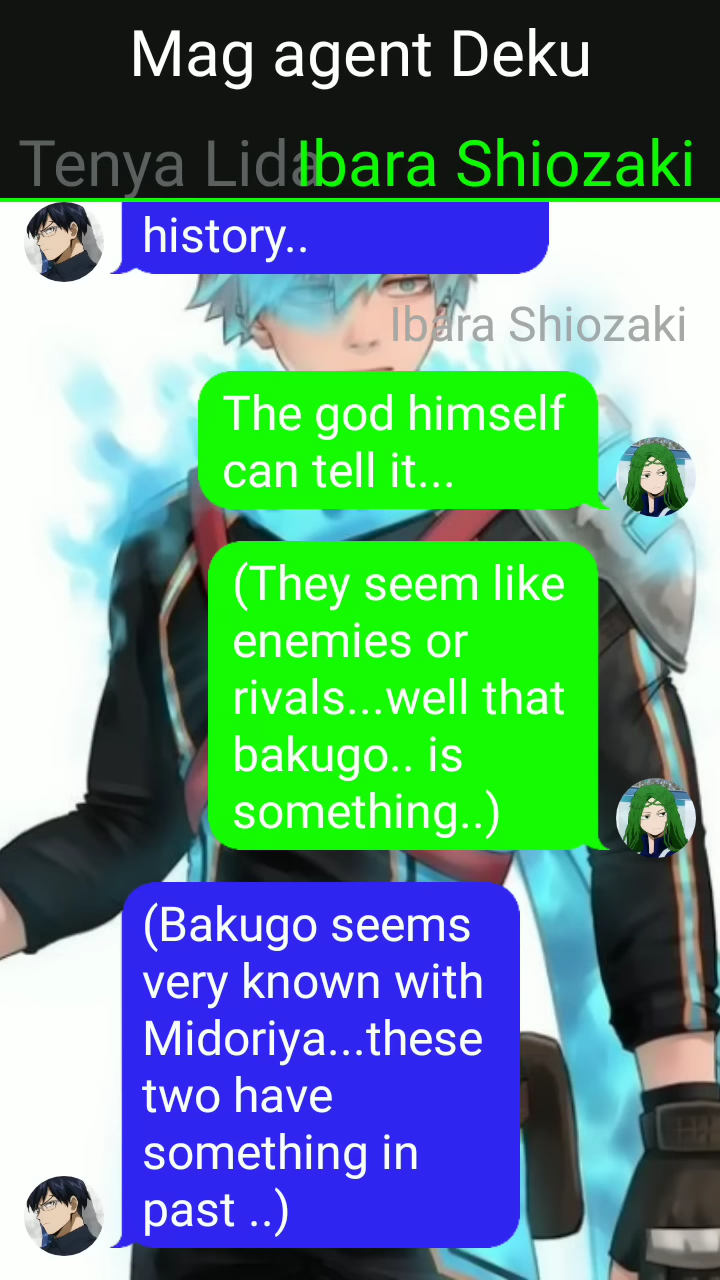 Mag agent Deku
Tenya Lida
Ibara Shiozaki
history..
Ibara Shiozaki
The god himself
can tell it...
(They seem like
enemies or
rivals...well that
bakugo.. is
something..)
(Bakugo seems
very known with
Midoriya...these
two have
something in
past ..)